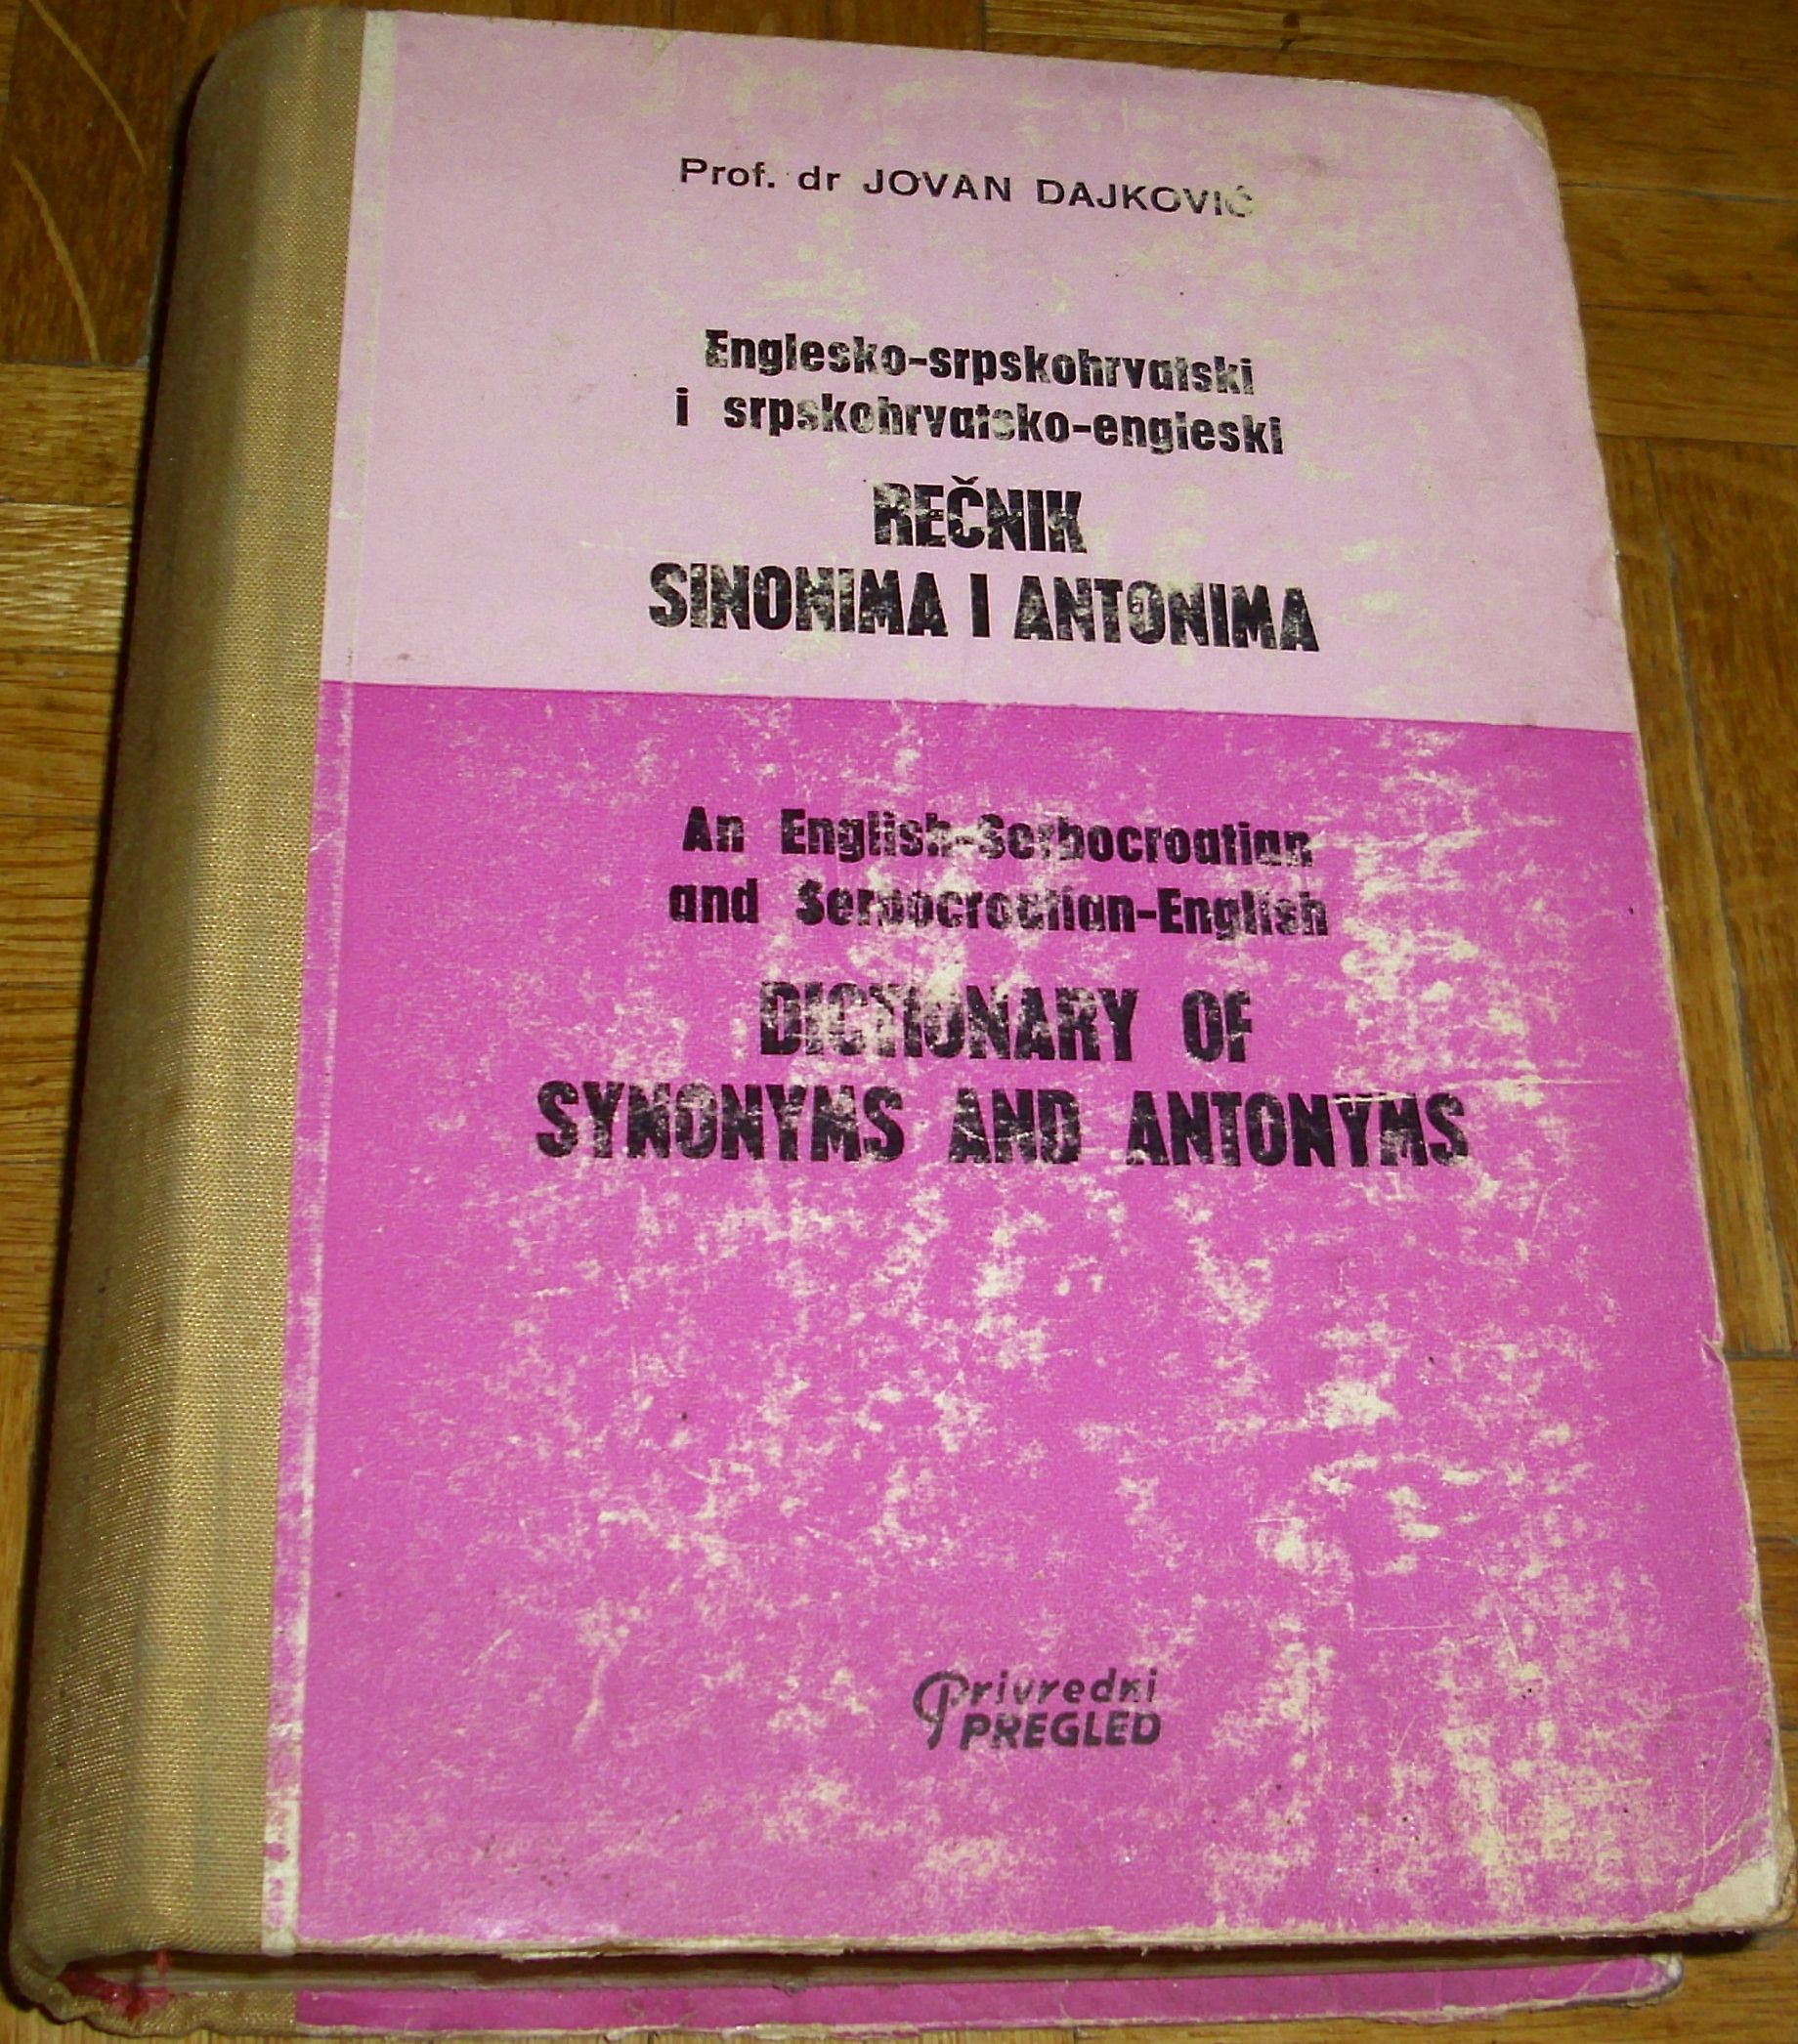 Prof. dr JOVAN DAJKOVIĆ
Englesko-srpskohrvatski
i srpskohrvatsko-engleski
REČNIK
SINONIMA I ANTONIMA
An English-Serbocroatian
and Serbocroatian-English
DICTIONARY OF
SYNONYMS AND ANTONYMS
Privredni
PREGLED